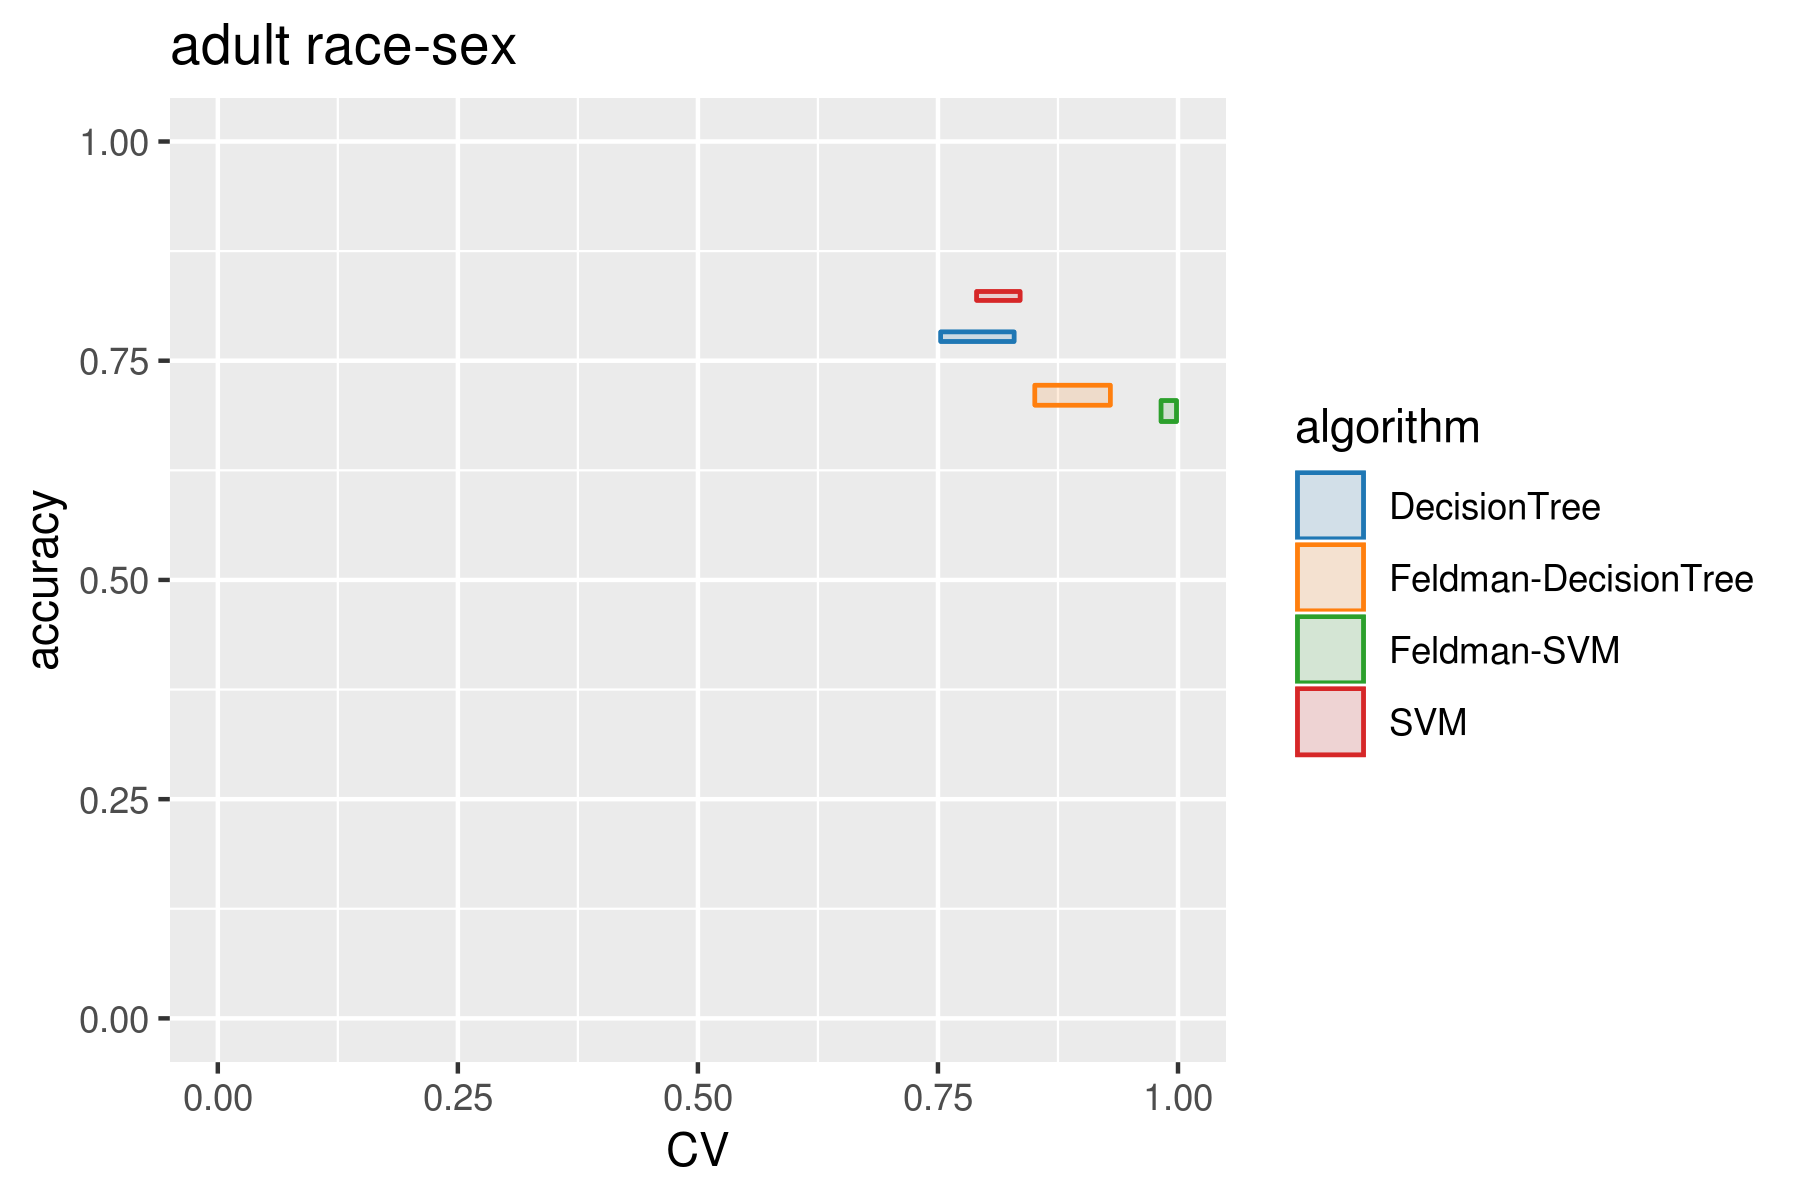 adult race-sex
accuracy
1.00
0.75
0.50
0.25
0.00
0.00 0.25 0.50 0.75 1.00
CV
algorithm
DecisionTree
Feldman-DecisionTree
Feldman-SVM
SVM